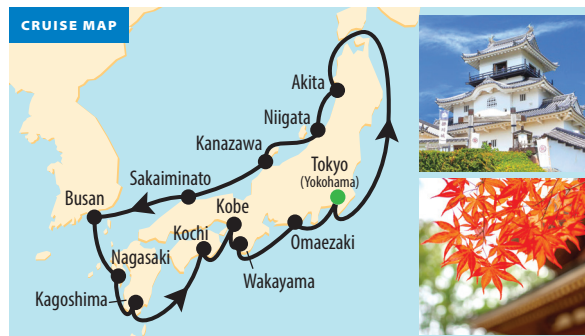 CRUISE MAP
Akita
Niigata
Kanazawa
Tokyo
(Yokohama)
Sakaiminato
Busan
Kobe
Kochi
Omaezaki
Nagasaki
Wakayama
Kagoshima